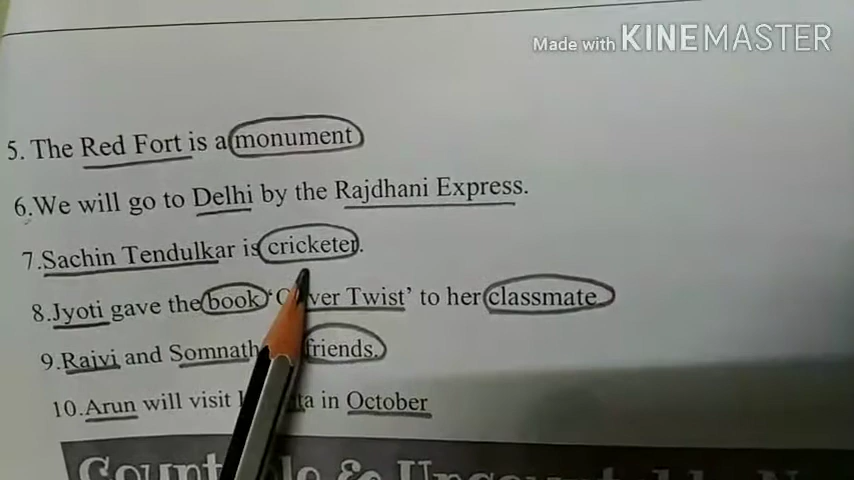 Made with KINEMASTER
5. The Red Fort is a monument
6.We will go to Delhi by the Rajdhani Express.
7.Sachin Tendulkar is cricketer.
8.Jyoti gave the book ver Twist’ to her classmate.
9.Rajvi and Somnath friends.
10.Arun will visit in October